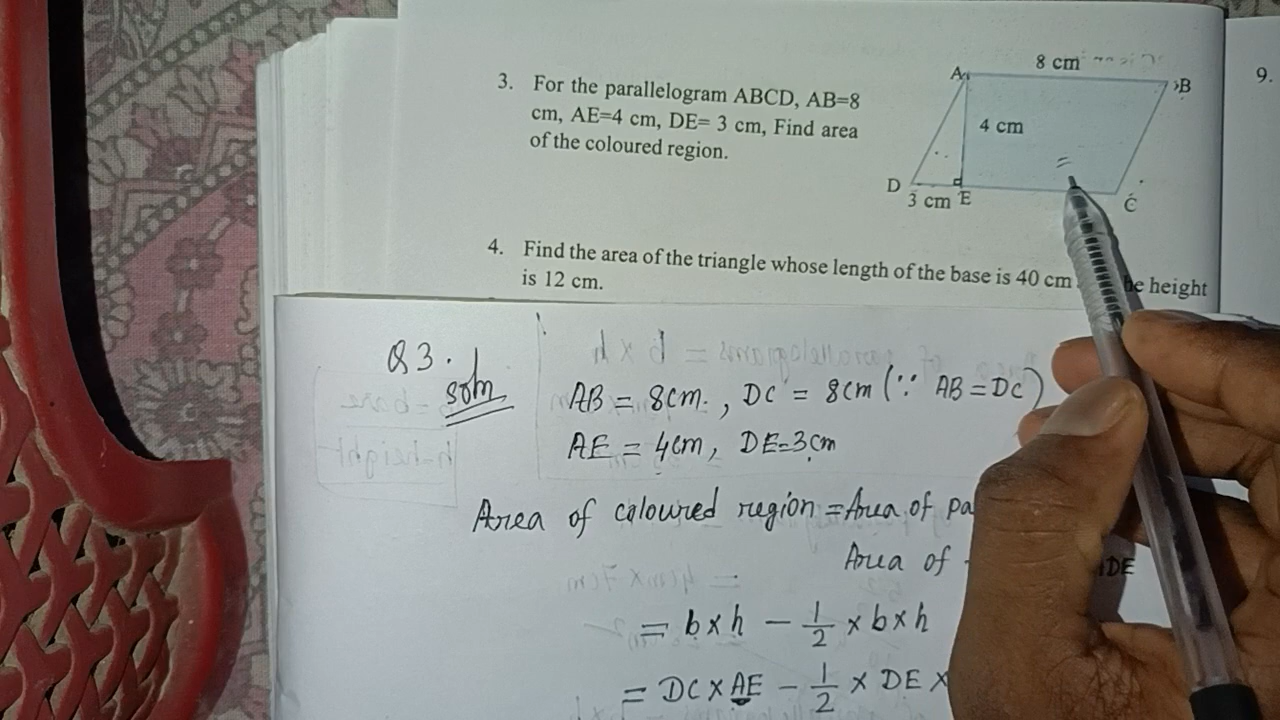 3. For the parallelogram ABCD, AB=8
cm, AE=4 cm, DE= 3 cm, Find area
of the coloured region.
8 cm
A
B
4 cm
D
3 cm
E
C
9.
4. Find the area of the triangle whose length of the base is 40 cm
he height
is 12 cm.
Q3.
Soln
AB = 8cm., DC = 8cm (∵ AB = DC)
AE = 4cm, DE=3cm
Area of coloured region = Area of pa
Area of
DE
= b×h – 1/2 × b×h
= DC × AE – 1/2 × DE ×